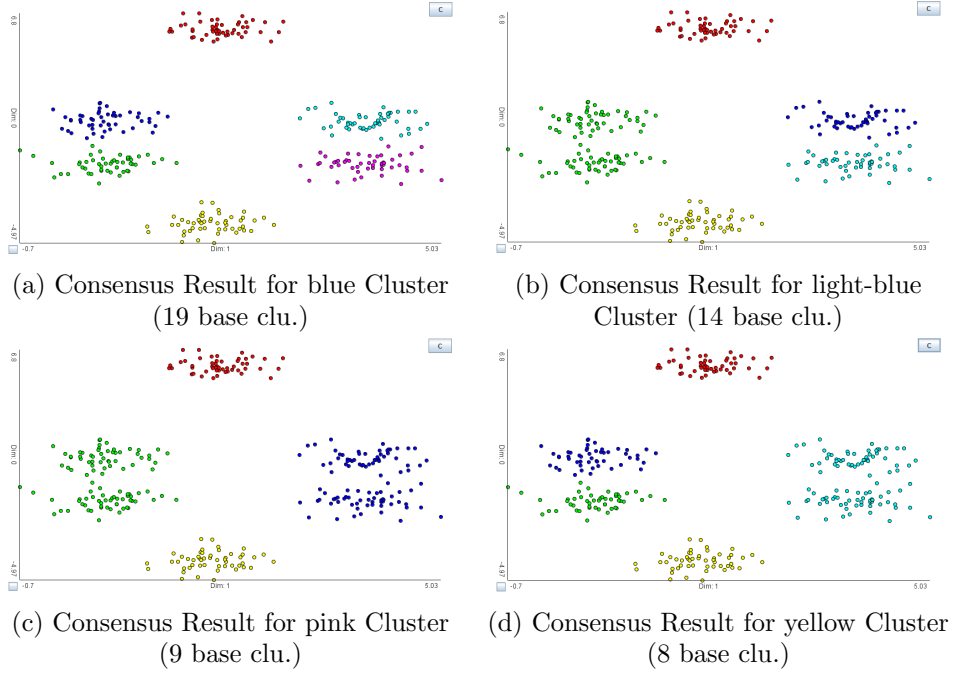 C
6.8
Dim: 0
-4.97
-0.7
Dim: 1
5.03
C
6.8
Dim: 0
-4.97
-0.7
Dim: 1
5.03
(a) Consensus Result for blue Cluster
(19 base clu.)
(b) Consensus Result for light-blue
Cluster (14 base clu.)
C
6.8
Dim: 0
-4.97
-0.7
Dim: 1
5.03
C
6.8
Dim: 0
-4.97
-0.7
Dim: 1
5.03
(c) Consensus Result for pink Cluster
(9 base clu.)
(d) Consensus Result for yellow Cluster
(8 base clu.)